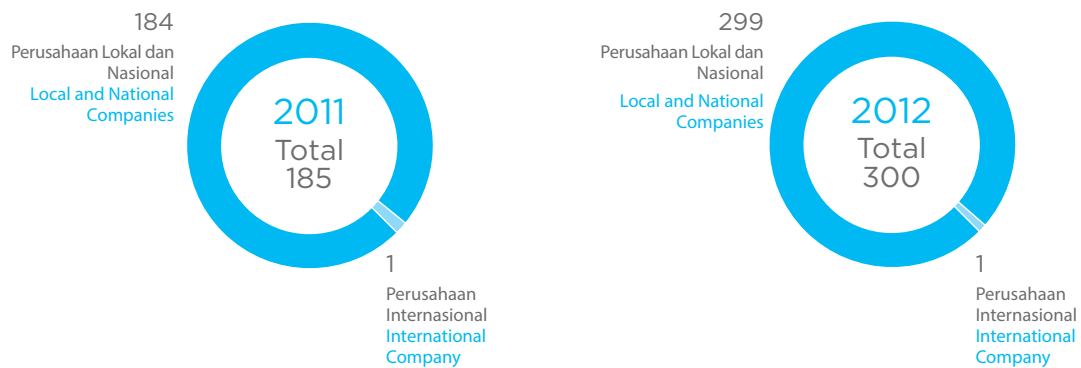 184
Perusahaan Lokal dan
Nasional
Local and National
Companies
2011
Total
185
1
Perusahaan
Internasional
International
Company
299
Perusahaan Lokal dan
Nasional
Local and National
Companies
2012
Total
300
1
Perusahaan
Internasional
International
Company